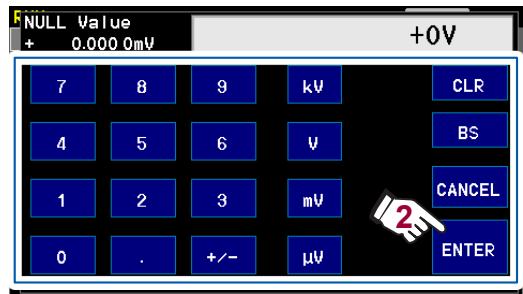 NULL Value
+ 0.000 0mV
+0V
7 8 9 kV CLR
4 5 6 V BS
1 2 3 mV CANCEL
2
0 . +/- µV ENTER